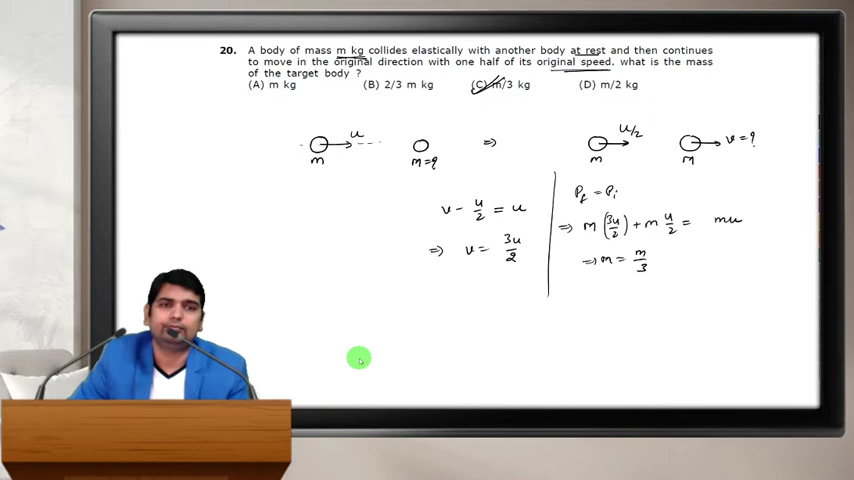 20. A body of mass m kg collides elastically with another body at rest and then continues
to move in the original direction with one half of its original speed. what is the mass
of the target body ?
(A) m kg (B) 2/3 m kg (C) m/3 kg (D) m/2 kg
u ⇒ u/2 v=?
m M=? m M
v - u/2 = u
⇒ v = 3u/2
P_f = P_i
⇒ M (3u/2) + m u/2 = mu
⇒ M = m/3